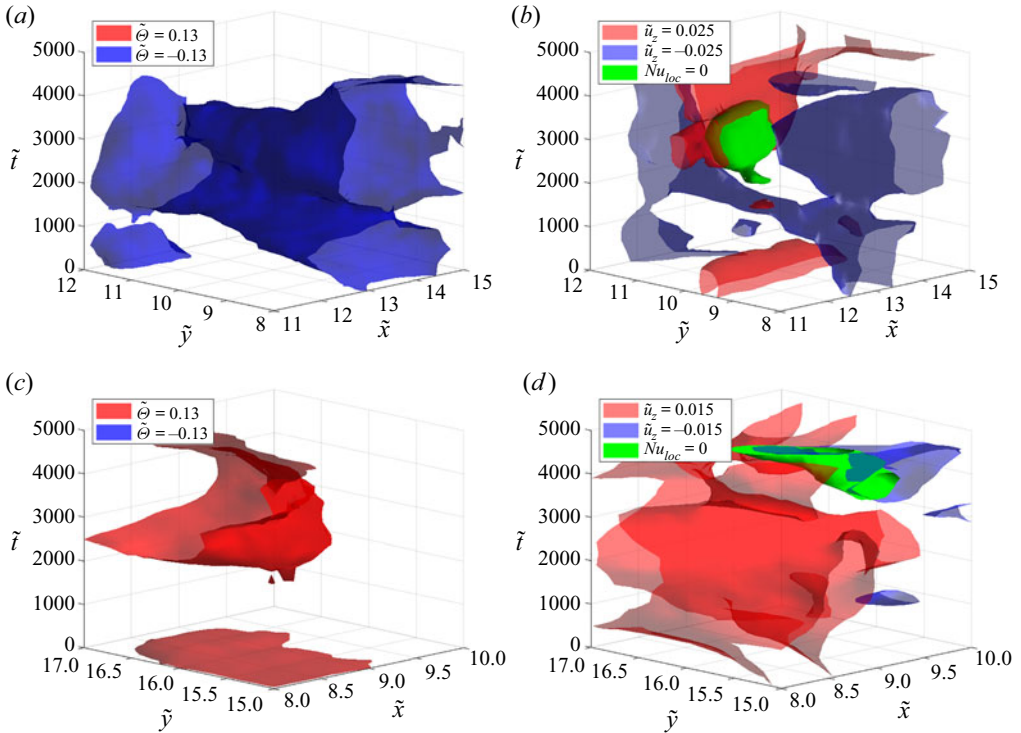 (a)
Θ̃ = 0.13
Θ̃ = −0.13
5000
4000
3000
2000
1000
0
t̃
12
11
10
9
8
ỹ
11
12
13
14
15
x̃
(b)
ũz = 0.025
ũz = −0.025
Nuloc = 0
5000
4000
3000
2000
1000
0
t̃
12
11
10
9
8
ỹ
11
12
13
14
15
x̃
(c)
Θ̃ = 0.13
Θ̃ = −0.13
5000
4000
3000
2000
1000
0
t̃
17.0
16.5
16.0
15.5
15.0
ỹ
8.0
8.5
9.0
9.5
10.0
x̃
(d)
ũz = 0.015
ũz = −0.015
Nuloc = 0
5000
4000
3000
2000
1000
0
t̃
17.0
16.5
16.0
15.5
15.0
ỹ
8.0
8.5
9.0
9.5
10.0
x̃